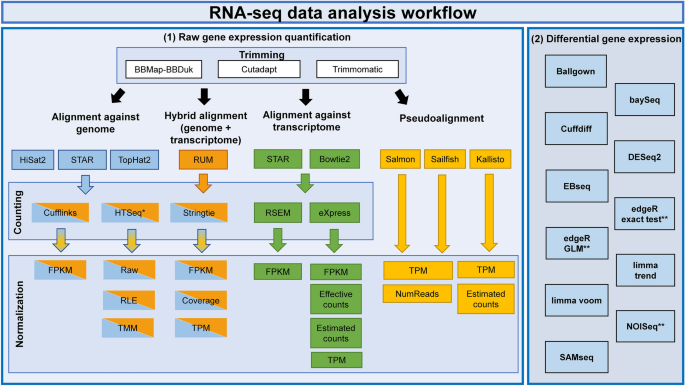 RNA-seq data analysis workflow
(1) Raw gene expression quantification
Trimming
BBMap-BBDuk
Cutadapt
Trimmomatic
Alignment against
genome
Hybrid alignment
(genome +
transcriptome)
Alignment against
transcriptome
Pseudoalignment
HiSat2
STAR
TopHat2
RUM
STAR
Bowtie2
Salmon
Sailfish
Kallisto
Counting
Cufflinks
HTSeq*
Stringtie
RSEM
eXpress
Normalization
FPKM
Raw
RLE
TMM
FPKM
Coverage
TPM
FPKM
FPKM
Effective
counts
Estimated
counts
TPM
TPM
NumReads
TPM
Estimated
counts
(2) Differential gene expression
Ballgown
baySeq
Cuffdiff
DESeq2
EBseq
edgeR
exact test**
edgeR
GLM**
limma
trend
limma voom
NOISeq**
SAMseq